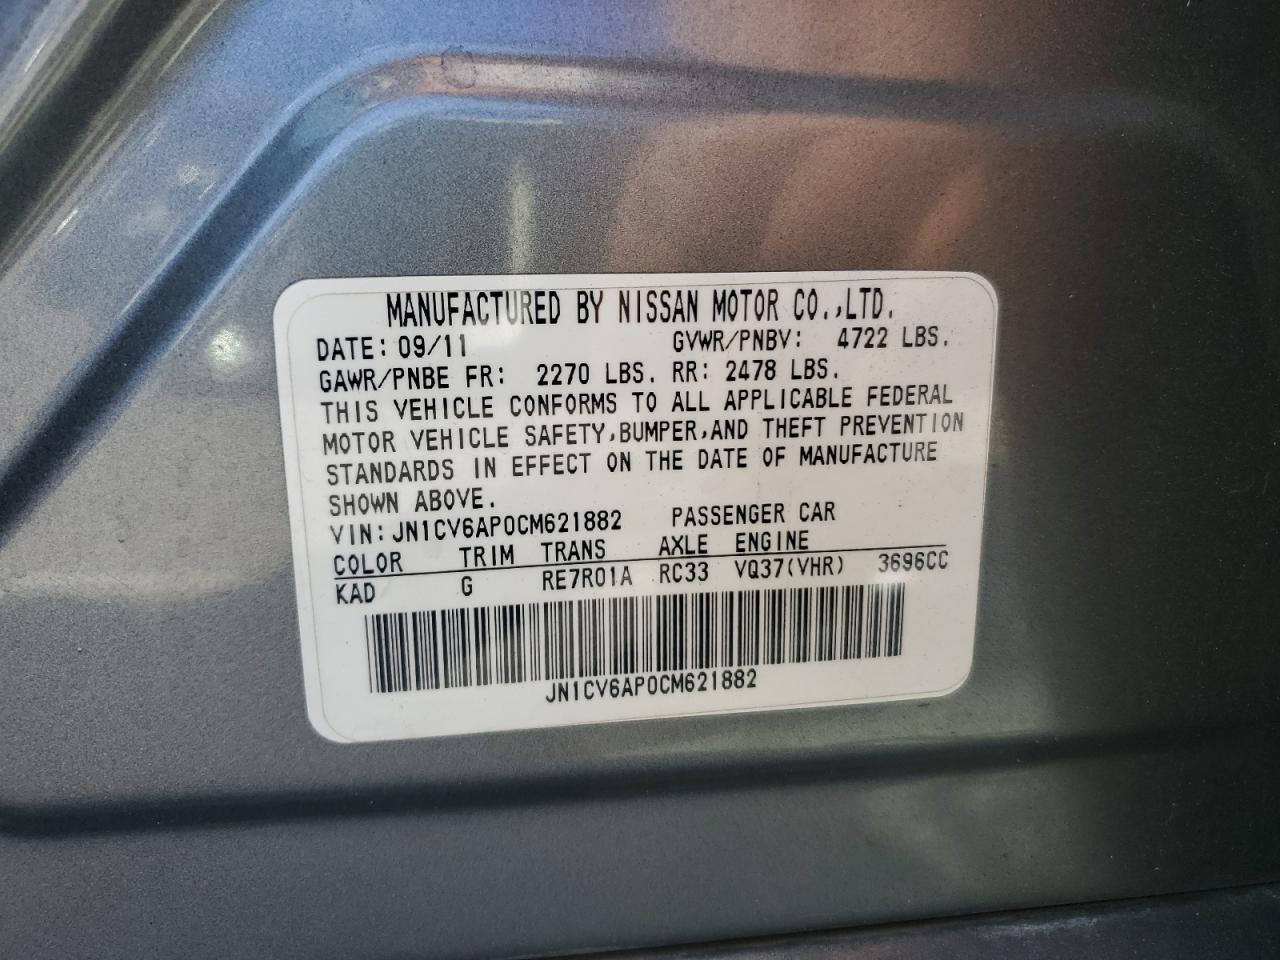 MANUFACTURED BY NISSAN MOTOR CO.,LTD.
DATE: 09/11 GVWR/PNBV: 4722 LBS.
GAWR/PNBE FR: 2270 LBS. RR: 2478 LBS.
THIS VEHICLE CONFORMS TO ALL APPLICABLE FEDERAL
MOTOR VEHICLE SAFETY,BUMPER,AND THEFT PREVENTION
STANDARDS IN EFFECT ON THE DATE OF MANUFACTURE
SHOWN ABOVE.
VIN: JN1CV6AP0CM621882 PASSENGER CAR
COLOR TRIM TRANS AXLE ENGINE
KAD G RE7R01A RC33 VQ37(VHR) 3696CC
JN1CV6AP0CM621882